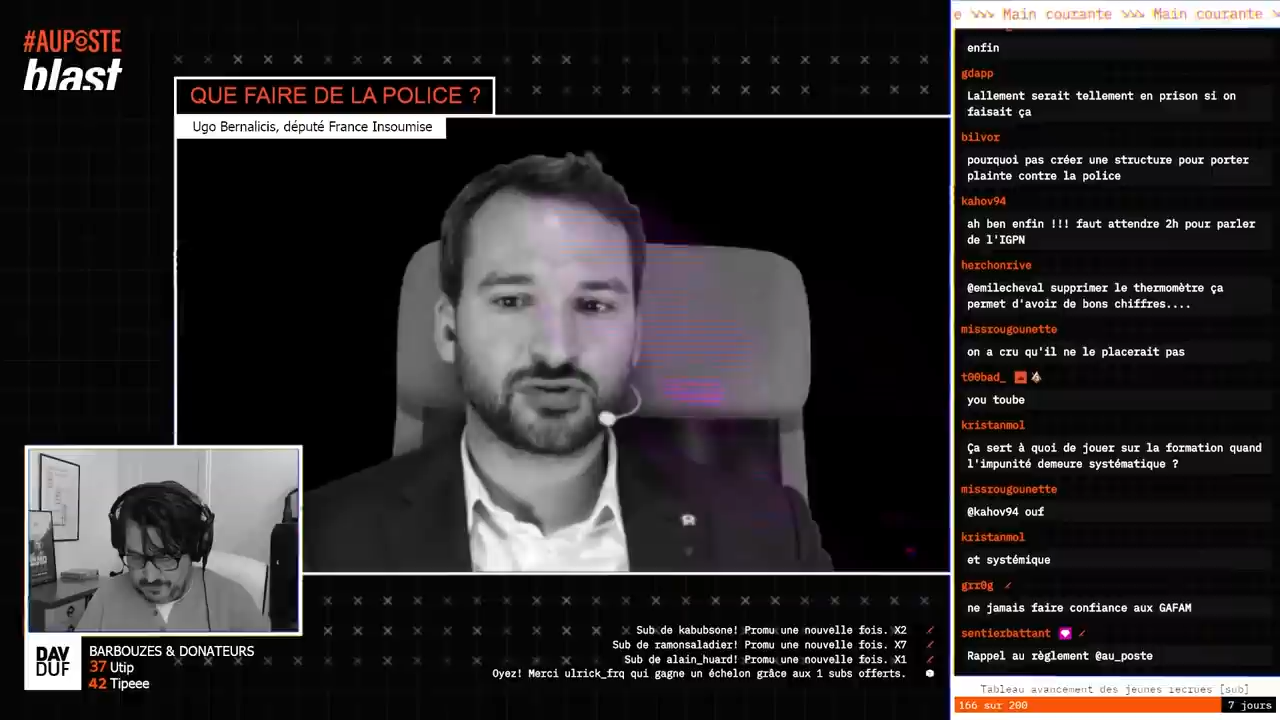 #AUPOSTE
blast
QUE FAIRE DE LA POLICE ?
Ugo Bernalicis, député France Insoumise
DAV
DUF
BARBOUZES & DONATEURS
37 Utip
42 Tipeee
Sub de kabubsone! Promu une nouvelle fois. X2
Sub de ramonsaladier! Promu une nouvelle fois. X7
Sub de alain_huard! Promu une nouvelle fois. X1
Oyez! Merci ulrick_frq qui gagne un échelon grâce aux 1 subs offerts.
e >>> Main courante >>> Main courante
enfin
gdapp
Lallement serait tellement en prison si on
faisait ça
bilvor
pourquoi pas créer une structure pour porter
plainte contre la police
kahov94
ah ben enfin !!! faut attendre 2h pour parler
de l'IGPN
herchonrive
@emilecheval supprimer le thermomètre ça
permet d'avoir de bons chiffres....
missrougounette
on a cru qu'il ne le placerait pas
t00bad_
you toube
kristanmol
Ça sert à quoi de jouer sur la formation quand
l'impunité demeure systématique ?
missrougounette
@kahov94 ouf
kristanmol
et systémique
grr0g
ne jamais faire confiance aux GAFAM
sentierbattant
Rappel au règlement @au_poste
Tableau avancement des jeunes recrues [sub]
166 sur 200
7 jours